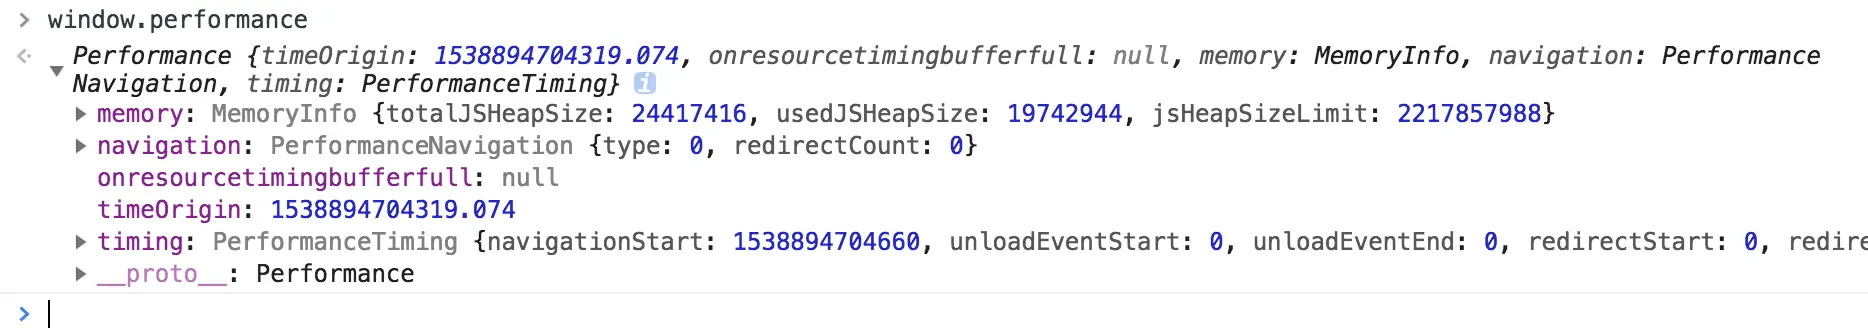 > window.performance
Performance {timeOrigin: 1538894704319.074, onresourcetimingbufferfull: null, memory: MemoryInfo, navigation: Performance
Navigation, timing: PerformanceTiming} i
memory: MemoryInfo {totalJSHeapSize: 24417416, usedJSHeapSize: 19742944, jsHeapSizeLimit: 2217857988}
navigation: PerformanceNavigation {type: 0, redirectCount: 0}
onresourcetimingbufferfull: null
timeOrigin: 1538894704319.074
timing: PerformanceTiming {navigationStart: 1538894704660, unloadEventStart: 0, unloadEventEnd: 0, redirectStart: 0, redire
__proto__: Performance
>